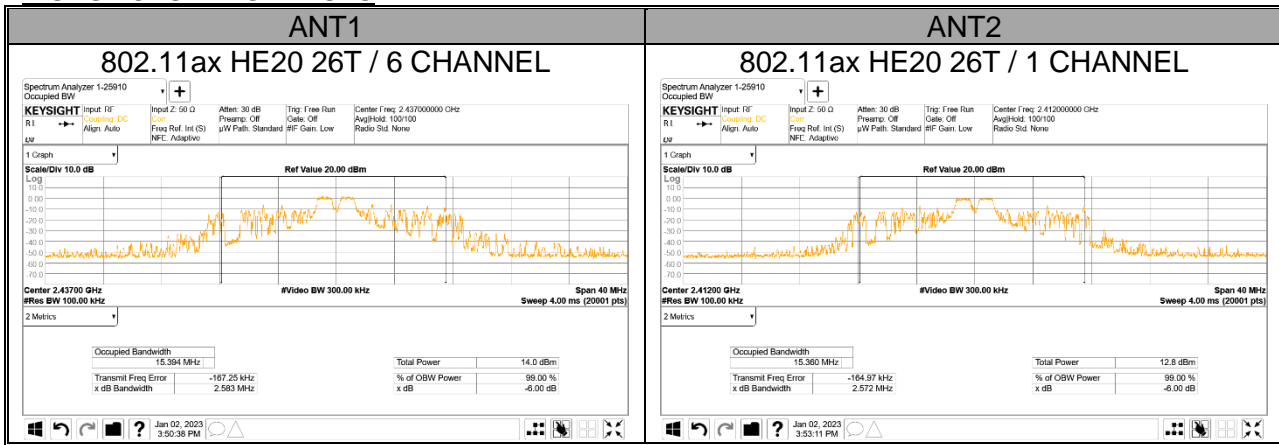 ANT1
802.11ax HE20 26T / 6 CHANNEL
Spectrum Analyzer 1-25910
Occupied BW
+
KEYSIGHT Input: RF Input Z: 50 Ω Atten: 30 dB Trig: Free Run Center Freq: 2.437000000 GHz
Coupling: DC Corr Preamp: Off Gate: Off Avg|Hold: 100/100
Align: Auto Freq Ref: Int (S) µW Path: Standard #IF Gain: Low Radio Std: None
NFE: Adaptive
1 Graph
Scale/Div 10.0 dB Ref Value 20.00 dBm
Log
10.0
0.00
-10.0
-20.0
-30.0
-40.0
-50.0
-60.0
-70.0
Center 2.43700 GHz #Video BW 300.00 kHz Span 40 MHz
#Res BW 100.00 kHz Sweep 4.00 ms (20001 pts)
2 Metrics
Occupied Bandwidth
15.394 MHz Total Power 14.0 dBm
Transmit Freq Error -167.25 kHz % of OBW Power 99.00 %
x dB Bandwidth 2.583 MHz x dB -6.00 dB
? Jan 02, 2023
3:50:38 PM
ANT2
802.11ax HE20 26T / 1 CHANNEL
Spectrum Analyzer 1-25910
Occupied BW
+
KEYSIGHT Input: RF Input Z: 50 Ω Atten: 30 dB Trig: Free Run Center Freq: 2.412000000 GHz
Coupling: DC Corr Preamp: Off Gate: Off Avg|Hold: 100/100
Align: Auto Freq Ref: Int (S) µW Path: Standard #IF Gain: Low Radio Std: None
NFE: Adaptive
1 Graph
Scale/Div 10.0 dB Ref Value 20.00 dBm
Log
10.0
0.00
-10.0
-20.0
-30.0
-40.0
-50.0
-60.0
-70.0
Center 2.41200 GHz #Video BW 300.00 kHz Span 40 MHz
#Res BW 100.00 kHz Sweep 4.00 ms (20001 pts)
2 Metrics
Occupied Bandwidth
15.360 MHz Total Power 12.8 dBm
Transmit Freq Error -164.97 kHz % of OBW Power 99.00 %
x dB Bandwidth 2.572 MHz x dB -6.00 dB
? Jan 02, 2023
3:53:11 PM